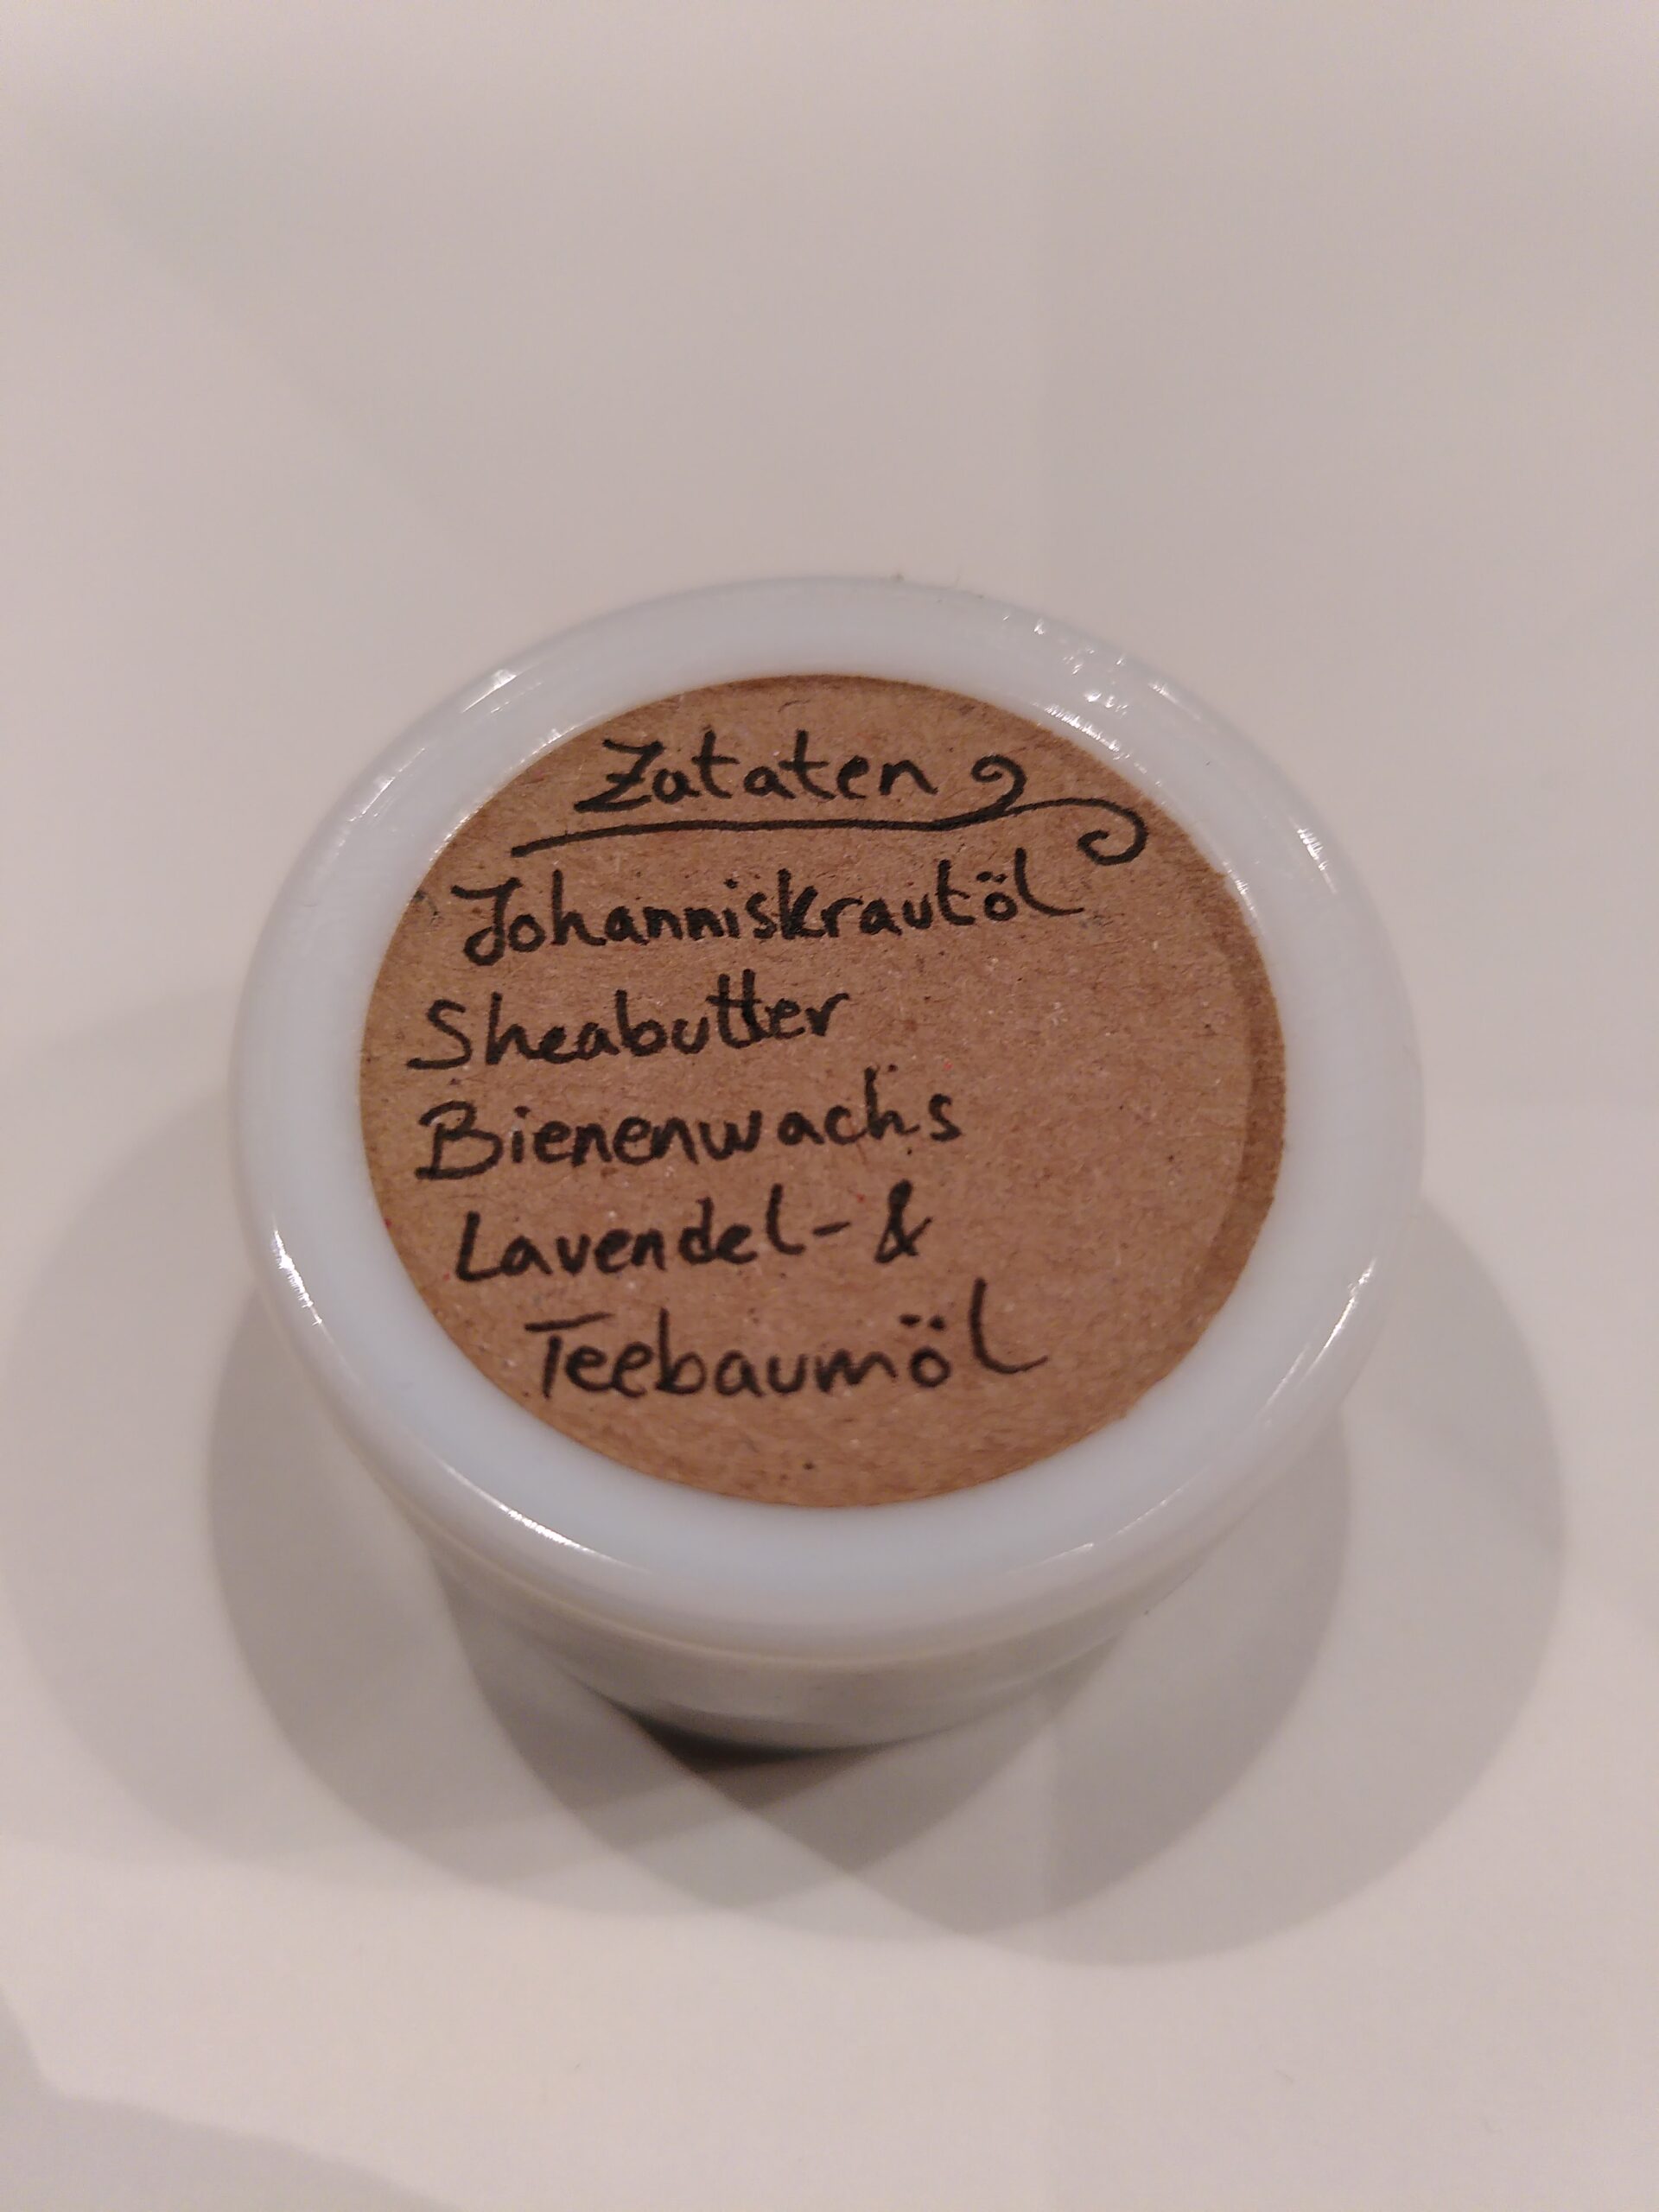 Zataten
Johanniskrautöl
Sheabutter
Bienenwachs
Lavendel- &
Teebaumöl